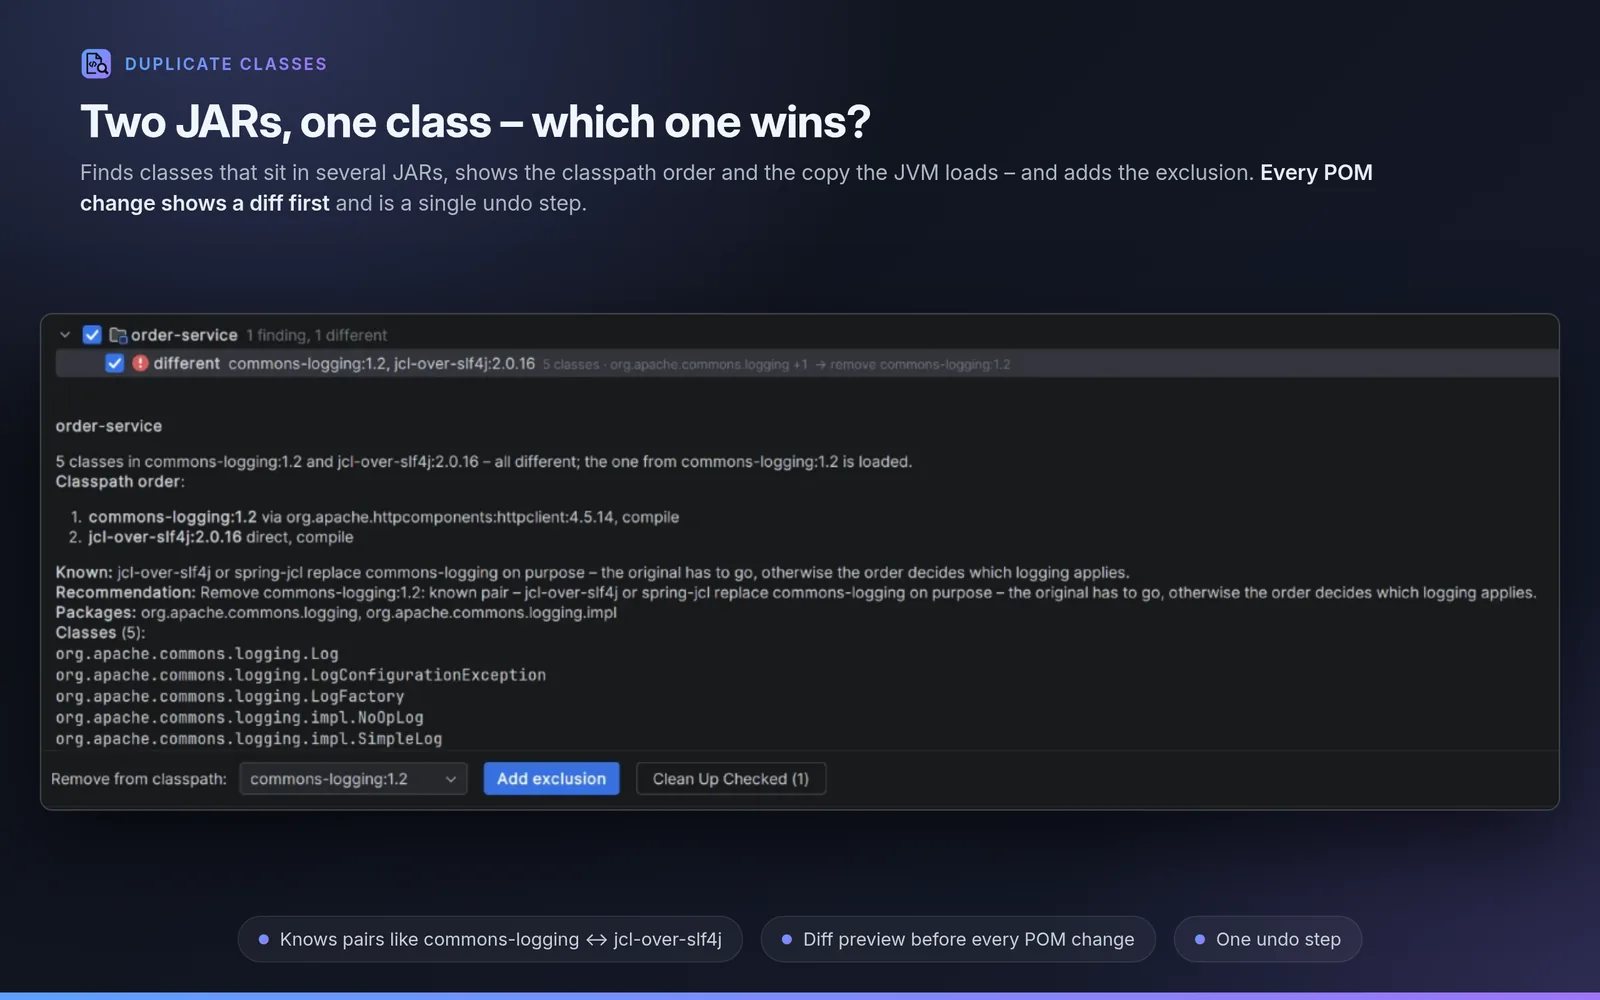 DUPLICATE CLASSES
Two JARs, one class – which one wins?
Finds classes that sit in several JARs, shows the classpath order and the copy the JVM loads – and adds the exclusion. Every POM
change shows a diff first and is a single undo step.
order-service 1 finding, 1 different
different commons-logging:1.2, jcl-over-slf4j:2.0.16 5 classes · org.apache.commons.logging +1 → remove commons-logging:1.2
order-service
5 classes in commons-logging:1.2 and jcl-over-slf4j:2.0.16 – all different; the one from commons-logging:1.2 is loaded.
Classpath order:
1. commons-logging:1.2 via org.apache.httpcomponents:httpclient:4.5.14, compile
2. jcl-over-slf4j:2.0.16 direct, compile
Known: jcl-over-slf4j or spring-jcl replace commons-logging on purpose – the original has to go, otherwise the order decides which logging applies.
Recommendation: Remove commons-logging:1.2: known pair – jcl-over-slf4j or spring-jcl replace commons-logging on purpose – the original has to go, otherwise the order decides which logging applies.
Packages: org.apache.commons.logging, org.apache.commons.logging.impl
Classes (5):
org.apache.commons.logging.Log
org.apache.commons.logging.LogConfigurationException
org.apache.commons.logging.LogFactory
org.apache.commons.logging.impl.NoOpLog
org.apache.commons.logging.impl.SimpleLog
Remove from classpath: commons-logging:1.2 Add exclusion Clean Up Checked (1)
Knows pairs like commons-logging ↔ jcl-over-slf4j Diff preview before every POM change One undo step